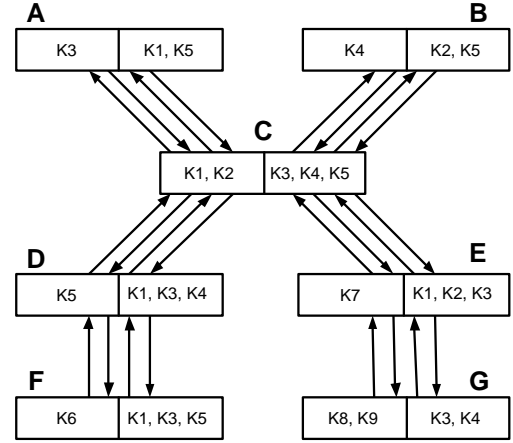 A
B
K3 K1, K5
K4 K2, K5
C
K1, K2 K3, K4, K5
D
E
K5 K1, K3, K4
K7 K1, K2, K3
F
G
K6 K1, K3, K5
K8, K9 K3, K4